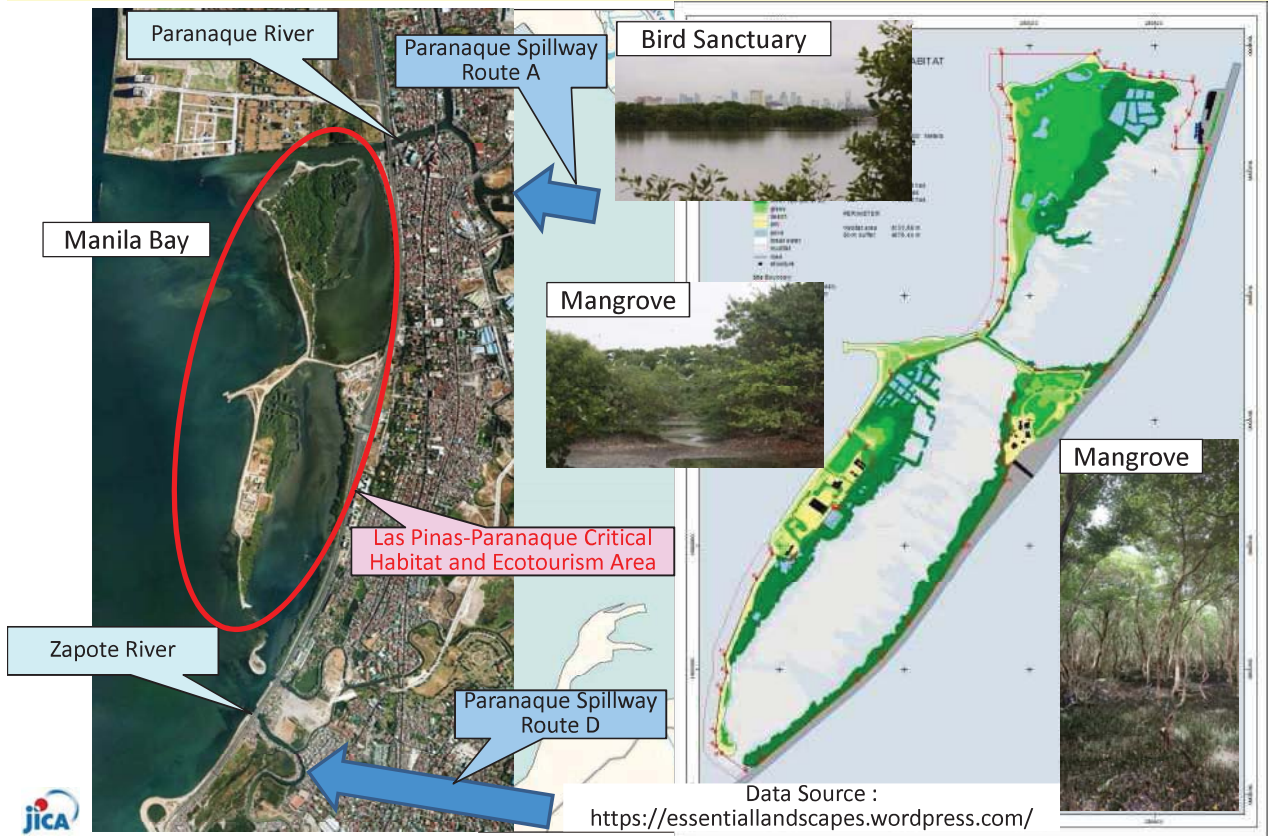 Paranaque River
Paranaque Spillway
Route A
Bird Sanctuary
Manila Bay
Mangrove
Mangrove
Las Pinas-Paranaque Critical
Habitat and Ecotourism Area
Zapote River
Paranaque Spillway
Route D
Data Source :
https://essentiallandscapes.wordpress.com/
jICA